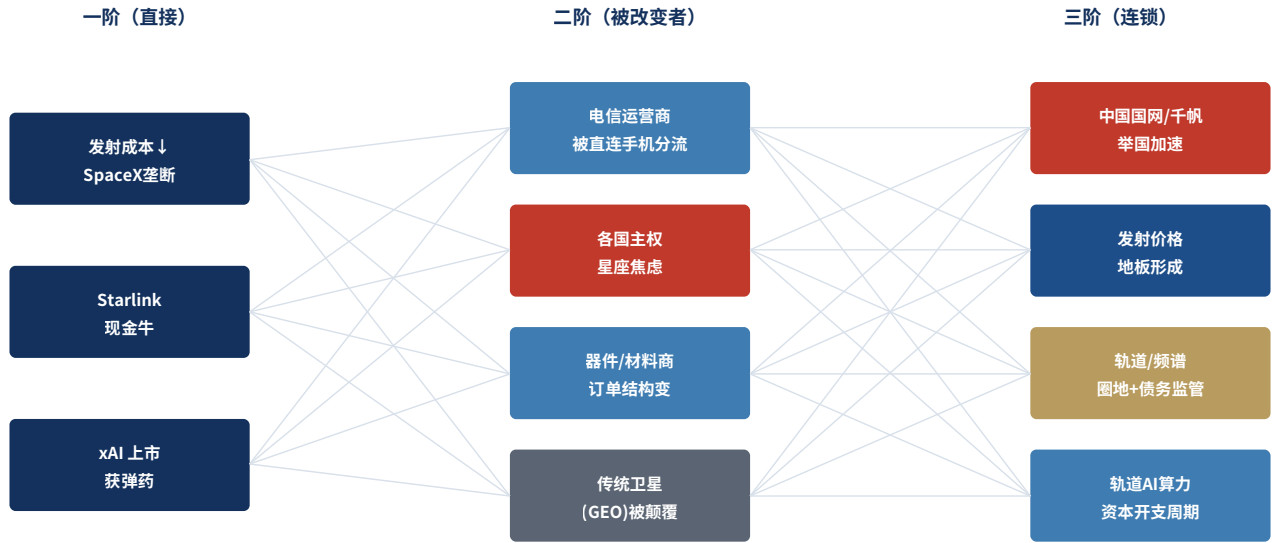 一阶（直接）
二阶（被改变者）
三阶（连锁）
发射成本↓
SpaceX垄断
Starlink
现金牛
xAI 上市
获弹药
电信运营商
被直连手机分流
各国主权
星座焦虑
器件/材料商
订单结构变
传统卫星
(GEO)被颠覆
中国国网/千帆
举国加速
发射价格
地板形成
轨道/频谱
圈地+债务监管
轨道AI算力
资本开支周期